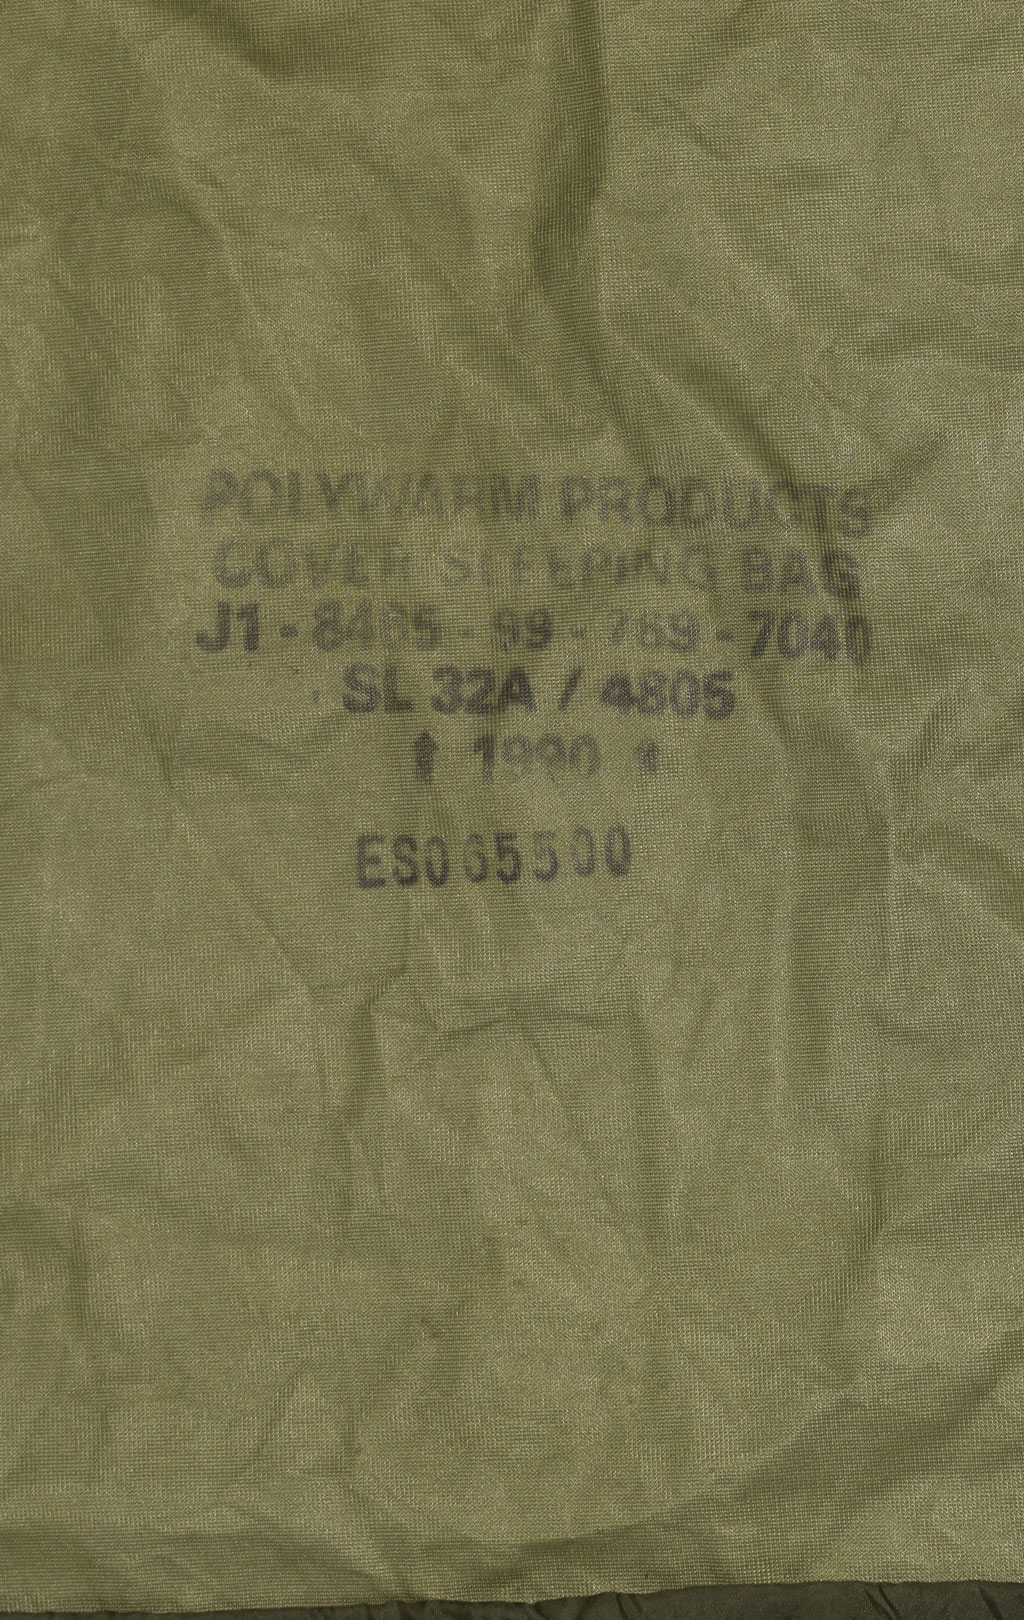 POLYWARM PRODUCTS
COVER SLEEPING BAG
J1-8465-99-769-7040
SL 32A / 4805
↑ 1990 ↑
ES065500